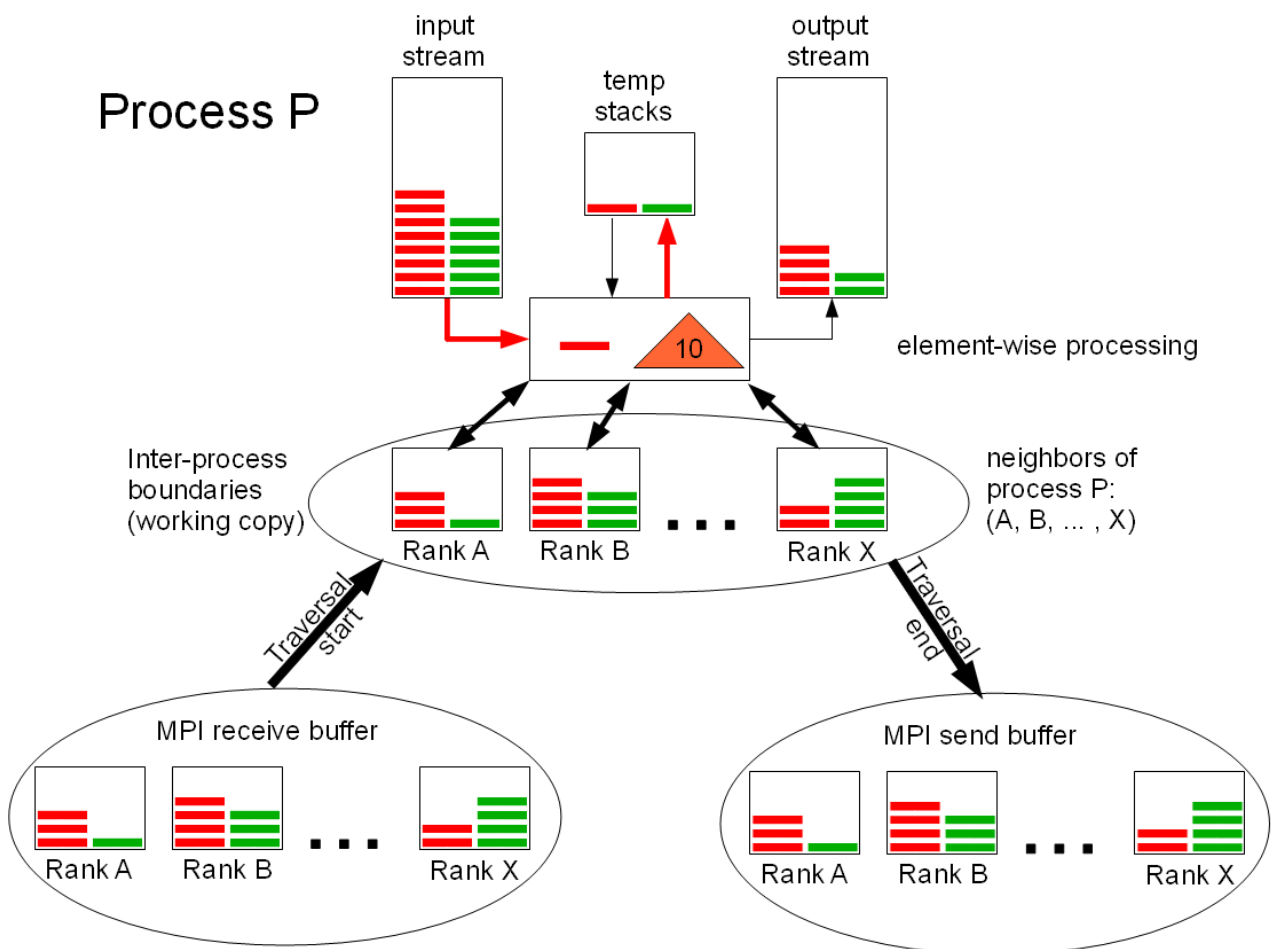 input
stream
output
stream
temp
stacks
Process P
10
element-wise processing
Inter-process
boundaries
(working copy)
neighbors of
process P:
(A, B, ... , X)
Rank A
Rank B
...
Rank X
Traversal
start
Traversal
end
MPI receive buffer
Rank A
Rank B
...
Rank X
MPI send buffer
Rank A
Rank B
...
Rank X